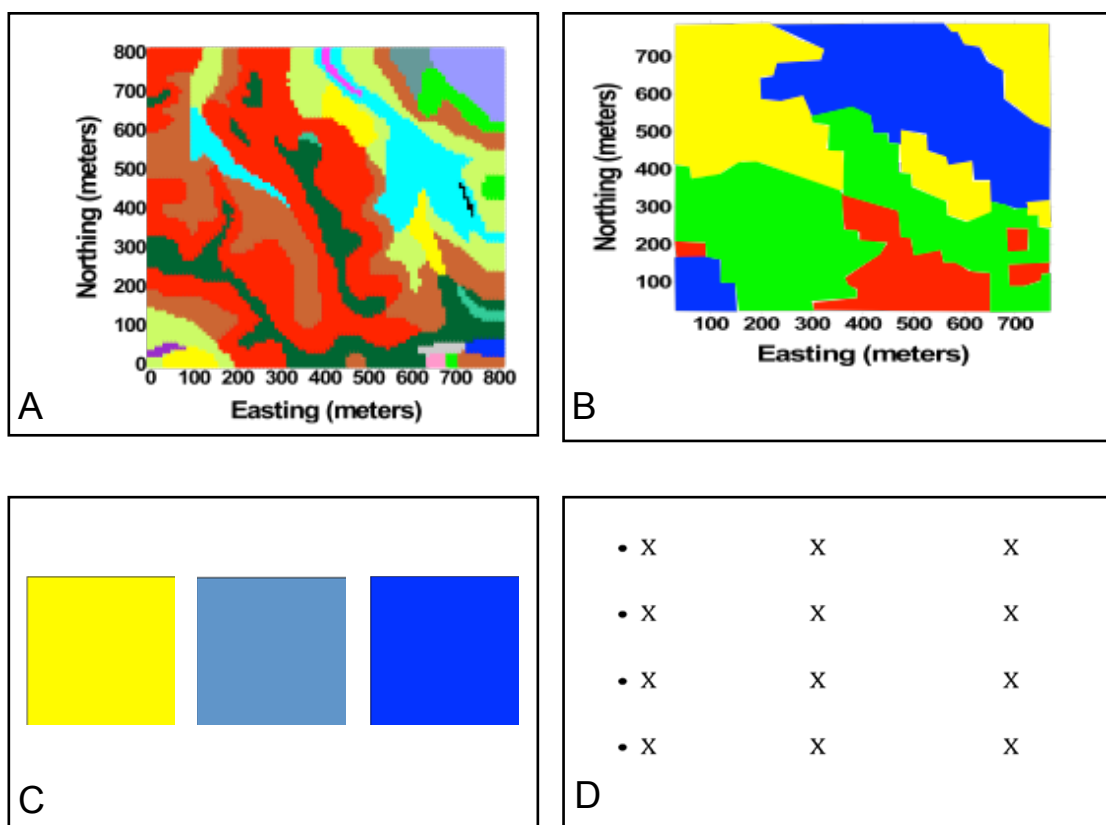 800
700
600
500
400
300
200
100
0
Northing (meters)
0 100 200 300 400 500 600 700 800
Easting (meters)
A
700
600
500
400
300
200
100
Northing (meters)
100 200 300 400 500 600 700
Easting (meters)
B
C
• X X X
• X X X
• X X X
• X X X
D